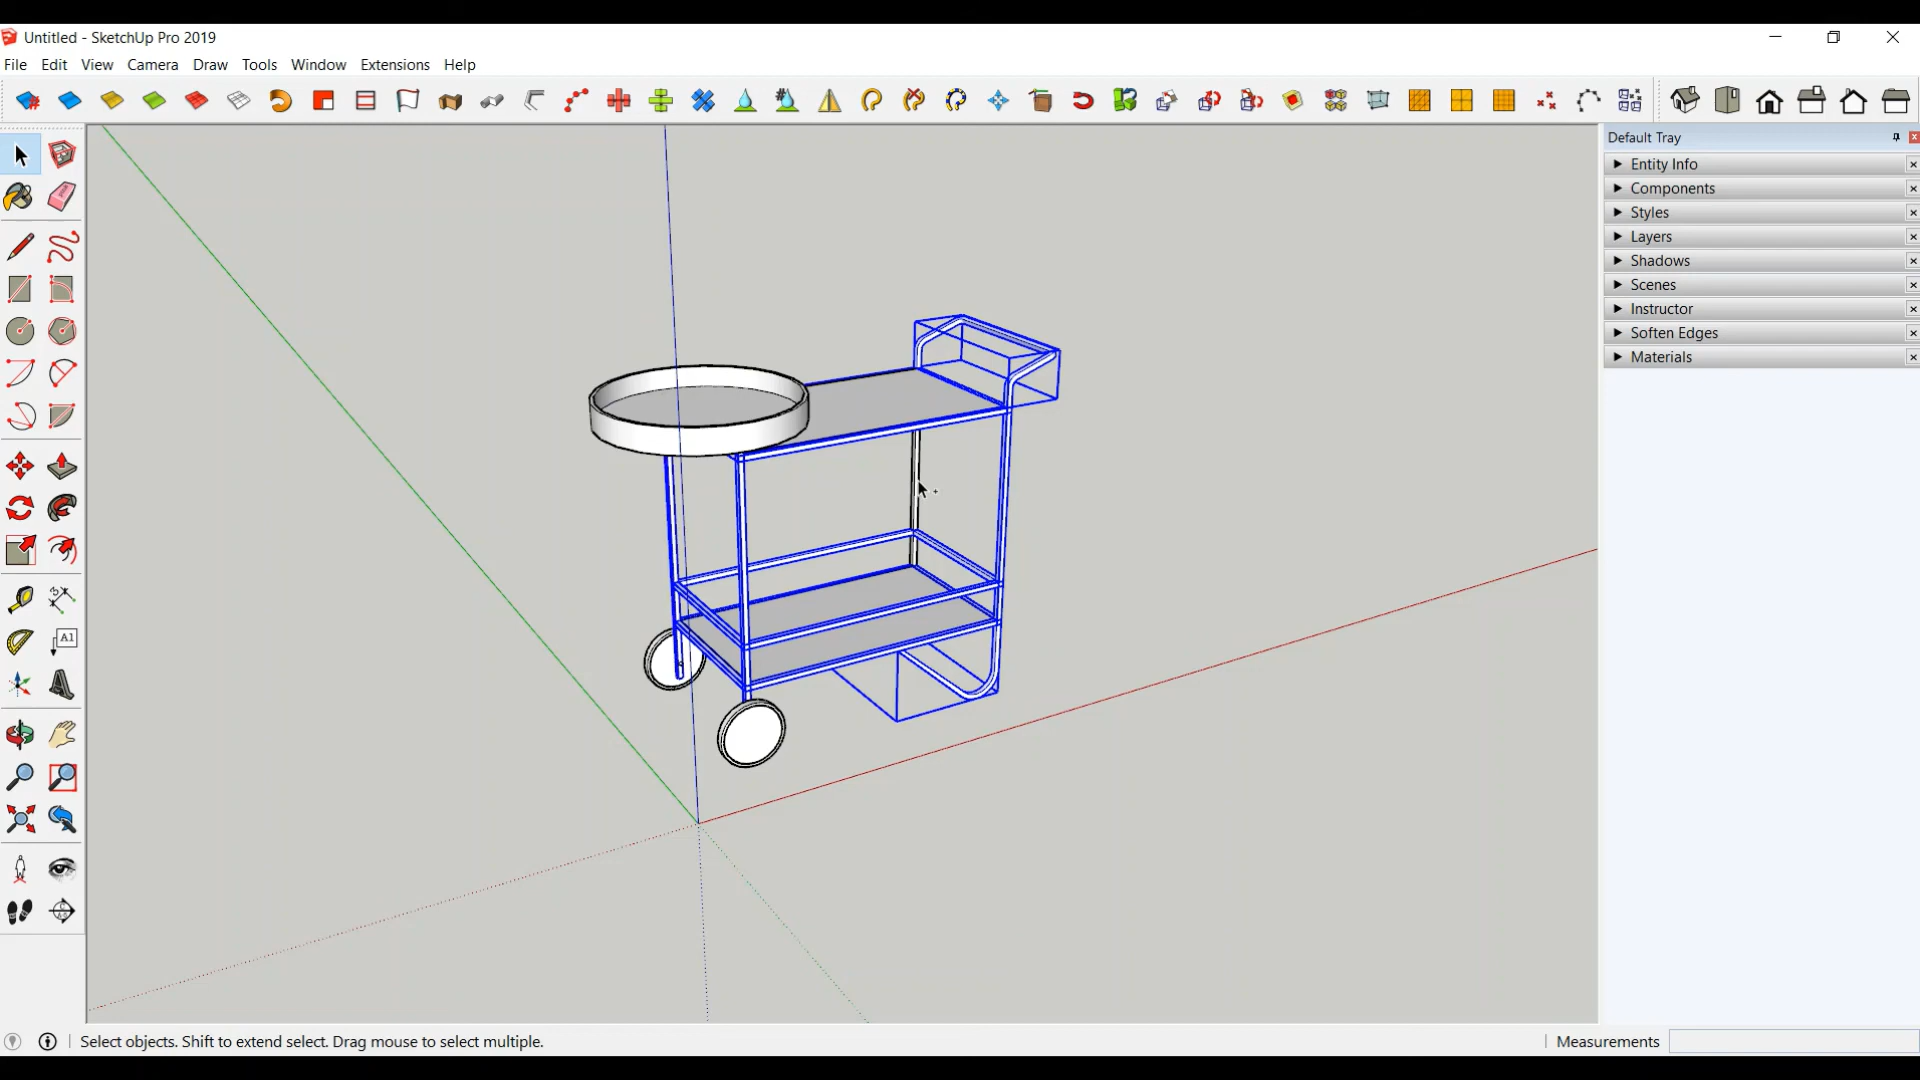 Untitled - SketchUp Pro 2019
File Edit View Camera Draw Tools Window Extensions Help
Default Tray
Entity Info
Components
Styles
Layers
Shadows
Scenes
Instructor
Soften Edges
Materials
A1
Select objects. Shift to extend select. Drag mouse to select multiple.
Measurements